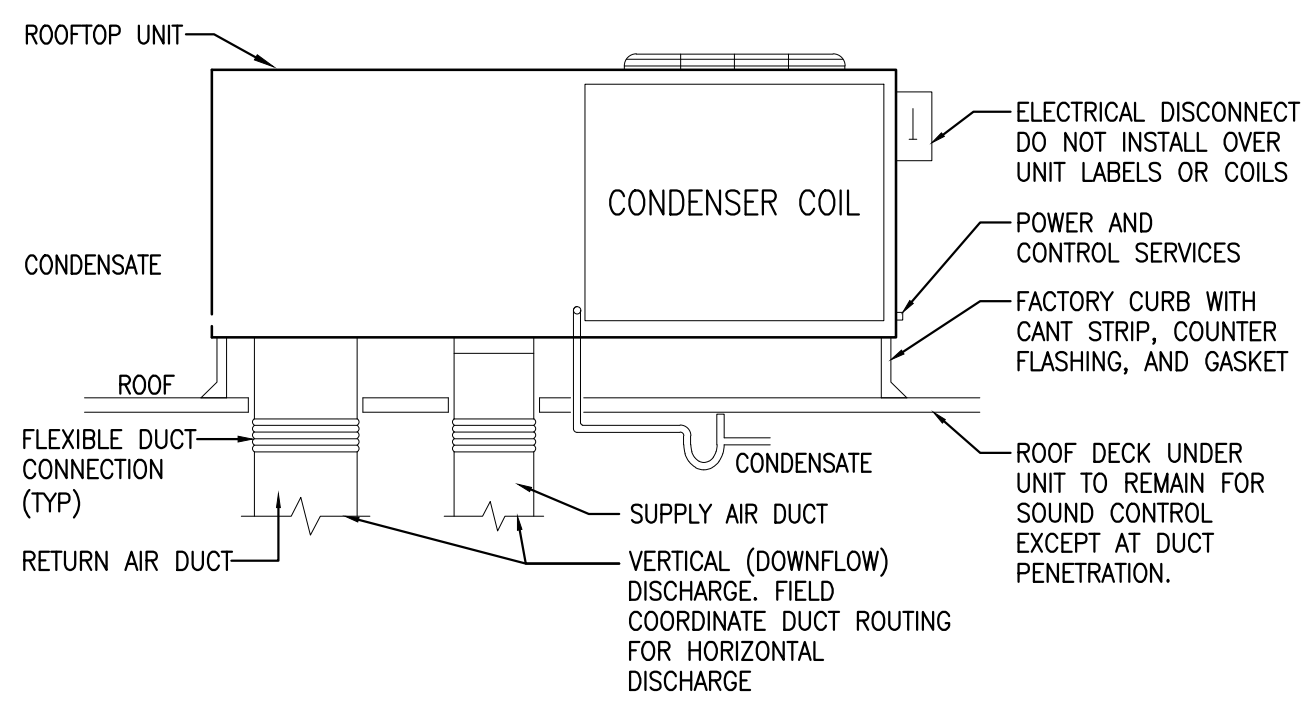 ROOFTOP UNIT
ELECTRICAL DISCONNECT
DO NOT INSTALL OVER
UNIT LABELS OR COILS
CONDENSER COIL
POWER AND
CONTROL SERVICES
CONDENSATE
FACTORY CURB WITH
CANT STRIP, COUNTER
FLASHING, AND GASKET
ROOF
FLEXIBLE DUCT
CONNECTION
(TYP)
CONDENSATE
ROOF DECK UNDER
UNIT TO REMAIN FOR
SOUND CONTROL
EXCEPT AT DUCT
PENETRATION.
SUPPLY AIR DUCT
RETURN AIR DUCT
VERTICAL (DOWNFLOW)
DISCHARGE. FIELD
COORDINATE DUCT ROUTING
FOR HORIZONTAL
DISCHARGE